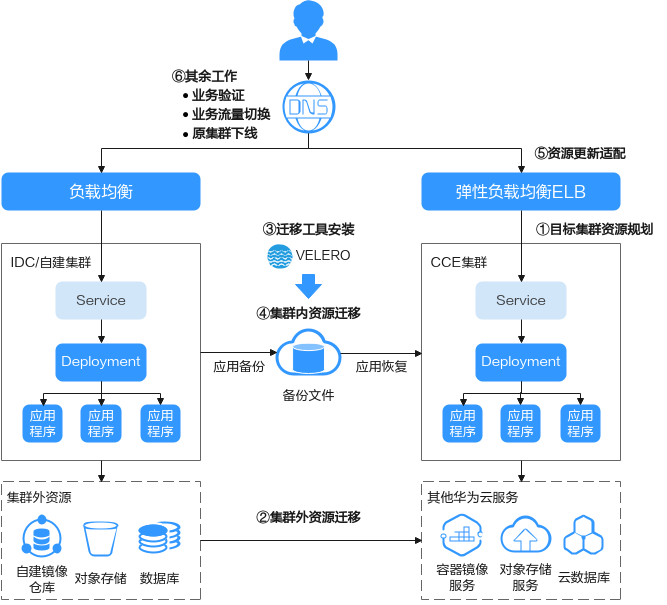 ⑥其余工作
• 业务验证
• 业务流量切换
• 原集群下线
DNS
⑤资源更新适配
负载均衡
弹性负载均衡ELB
①目标集群资源规划
③迁移工具安装
VELERO
IDC/自建集群
CCE集群
Service
Service
④集群内资源迁移
Deployment
Deployment
应用备份
应用恢复
备份文件
应用
程序
应用
程序
应用
程序
应用
程序
应用
程序
应用
程序
集群外资源
其他华为云服务
②集群外资源迁移
自建镜像
仓库
对象存储
数据库
容器镜像
服务
对象存储
服务
云数据库